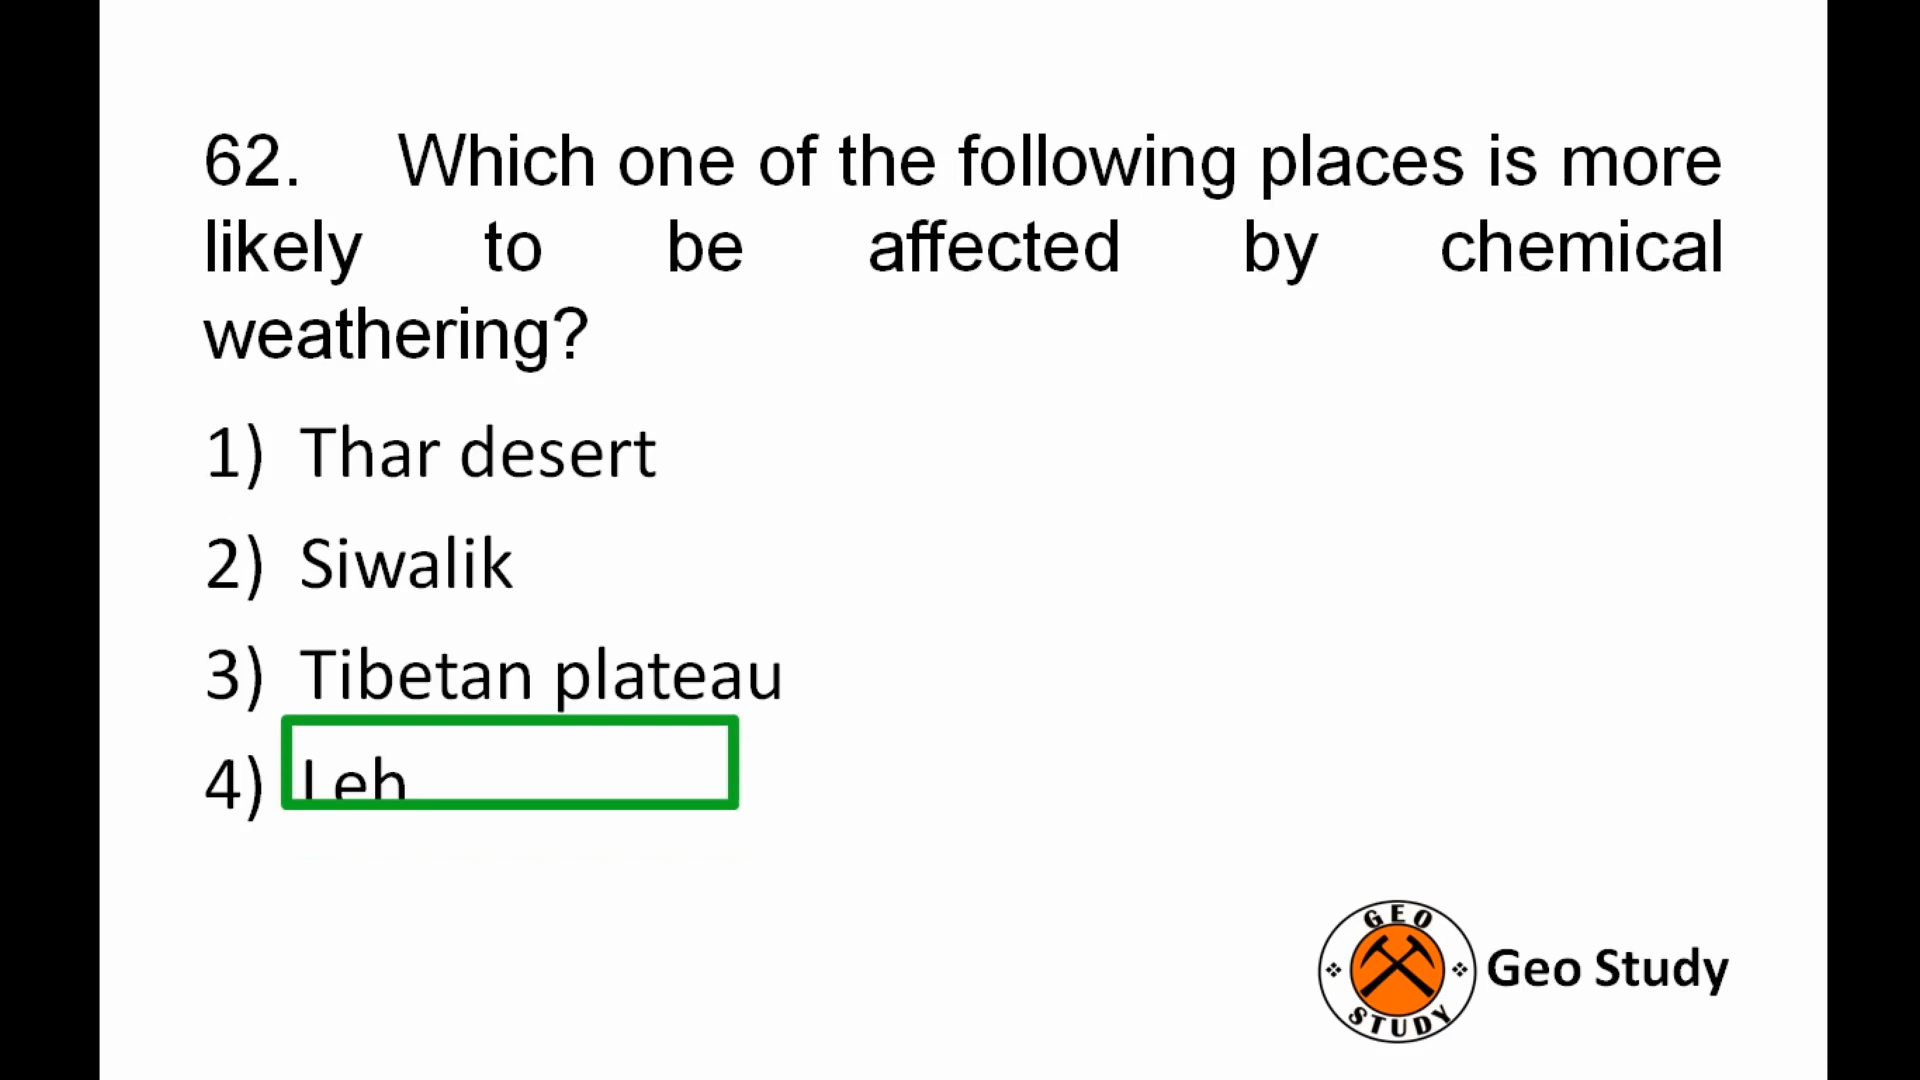 62. Which one of the following places is more
likely to be affected by chemical
weathering?
1) Thar desert
2) Siwalik
3) Tibetan plateau
4) Leh
GEO
STUDY
Geo Study